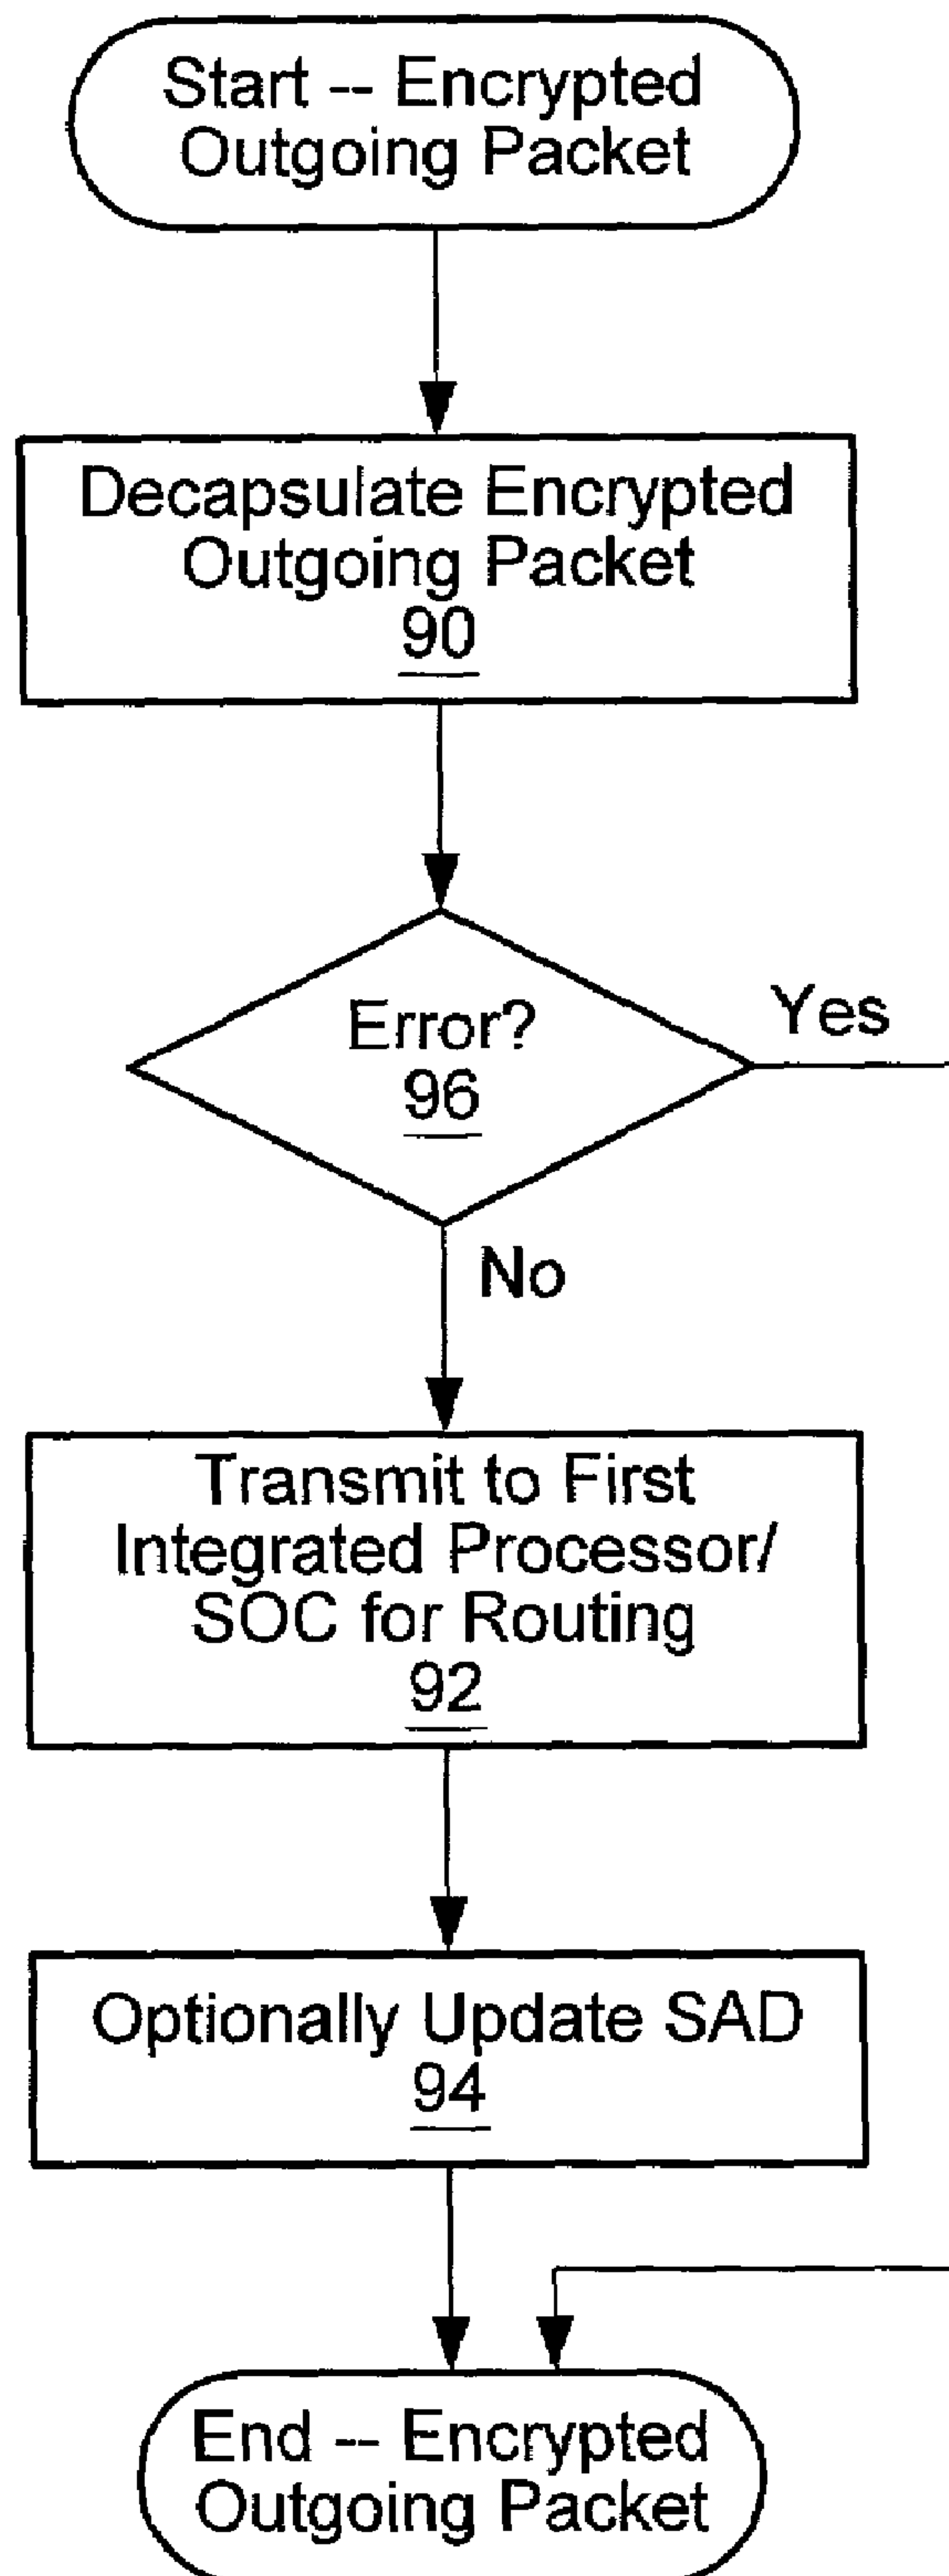 Start -- Encrypted
Outgoing Packet
Decapsulate Encrypted
Outgoing Packet
90
Error?
96
Yes
No
Transmit to First
Integrated Processor/
SOC for Routing
92
Optionally Update SAD
94
End -- Encrypted
Outgoing Packet